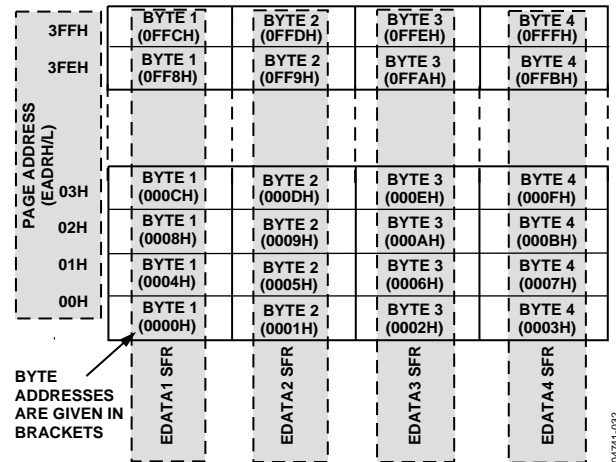 3FFH
BYTE 1
(0FFCH)
BYTE 2
(0FFDH)
BYTE 3
(0FFEH)
BYTE 4
(0FFFH)
3FEH
BYTE 1
(0FF8H)
BYTE 2
(0FF9H)
BYTE 3
(0FFAH)
BYTE 4
(0FFBH)
PAGE ADDRESS
(EADRH/L)
03H
BYTE 1
(000CH)
BYTE 2
(000DH)
BYTE 3
(000EH)
BYTE 4
(000FH)
02H
BYTE 1
(0008H)
BYTE 2
(0009H)
BYTE 3
(000AH)
BYTE 4
(000BH)
01H
BYTE 1
(0004H)
BYTE 2
(0005H)
BYTE 3
(0006H)
BYTE 4
(0007H)
00H
BYTE 1
(0000H)
BYTE 2
(0001H)
BYTE 3
(0002H)
BYTE 4
(0003H)
BYTE
ADDRESSES
ARE GIVEN IN
BRACKETS
EDATA1 SFR
EDATA2 SFR
EDATA3 SFR
EDATA4 SFR
04741-032